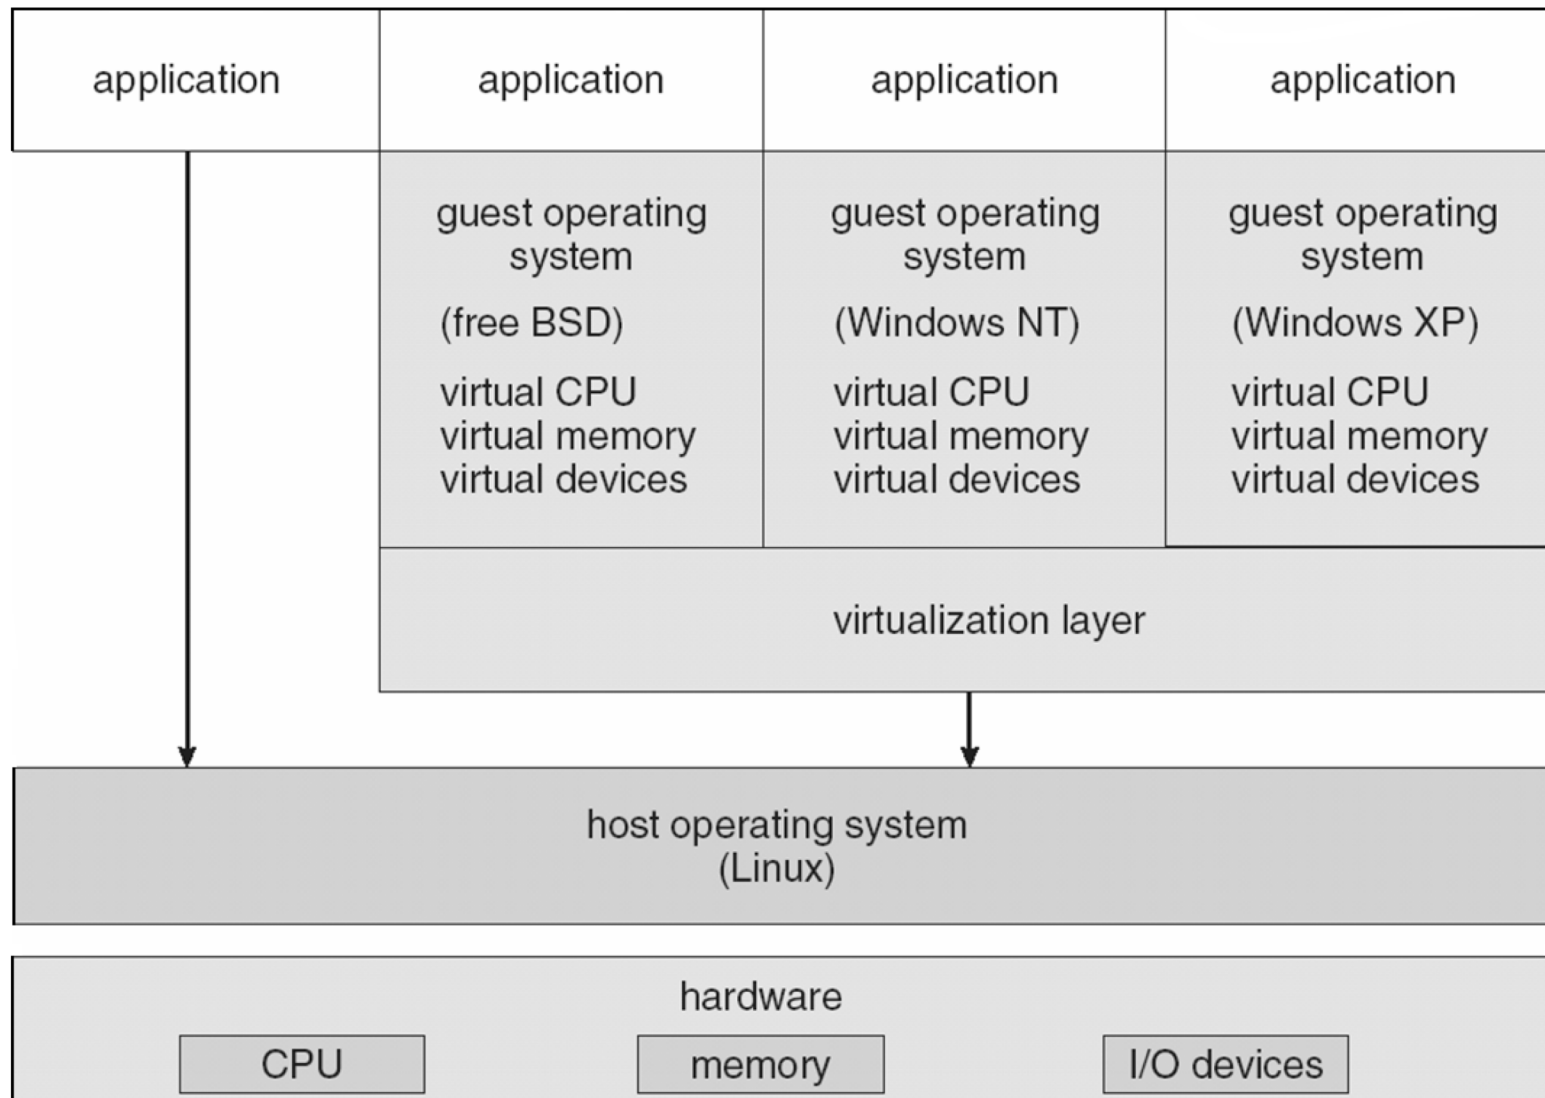 application
application
application
application
guest operating
system
(free BSD)
virtual CPU
virtual memory
virtual devices
guest operating
system
(Windows NT)
virtual CPU
virtual memory
virtual devices
guest operating
system
(Windows XP)
virtual CPU
virtual memory
virtual devices
virtualization layer
host operating system
(Linux)
hardware
CPU
memory
I/O devices